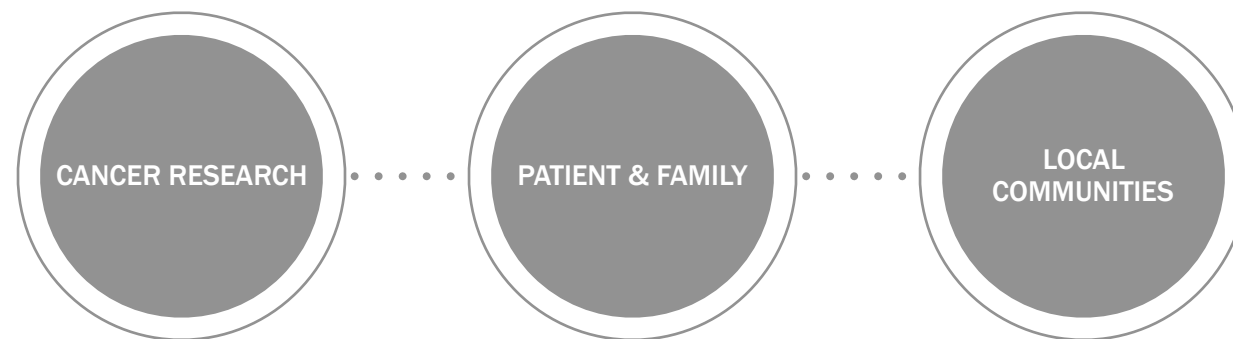 CANCER RESEARCH
PATIENT & FAMILY
LOCAL
COMMUNITIES